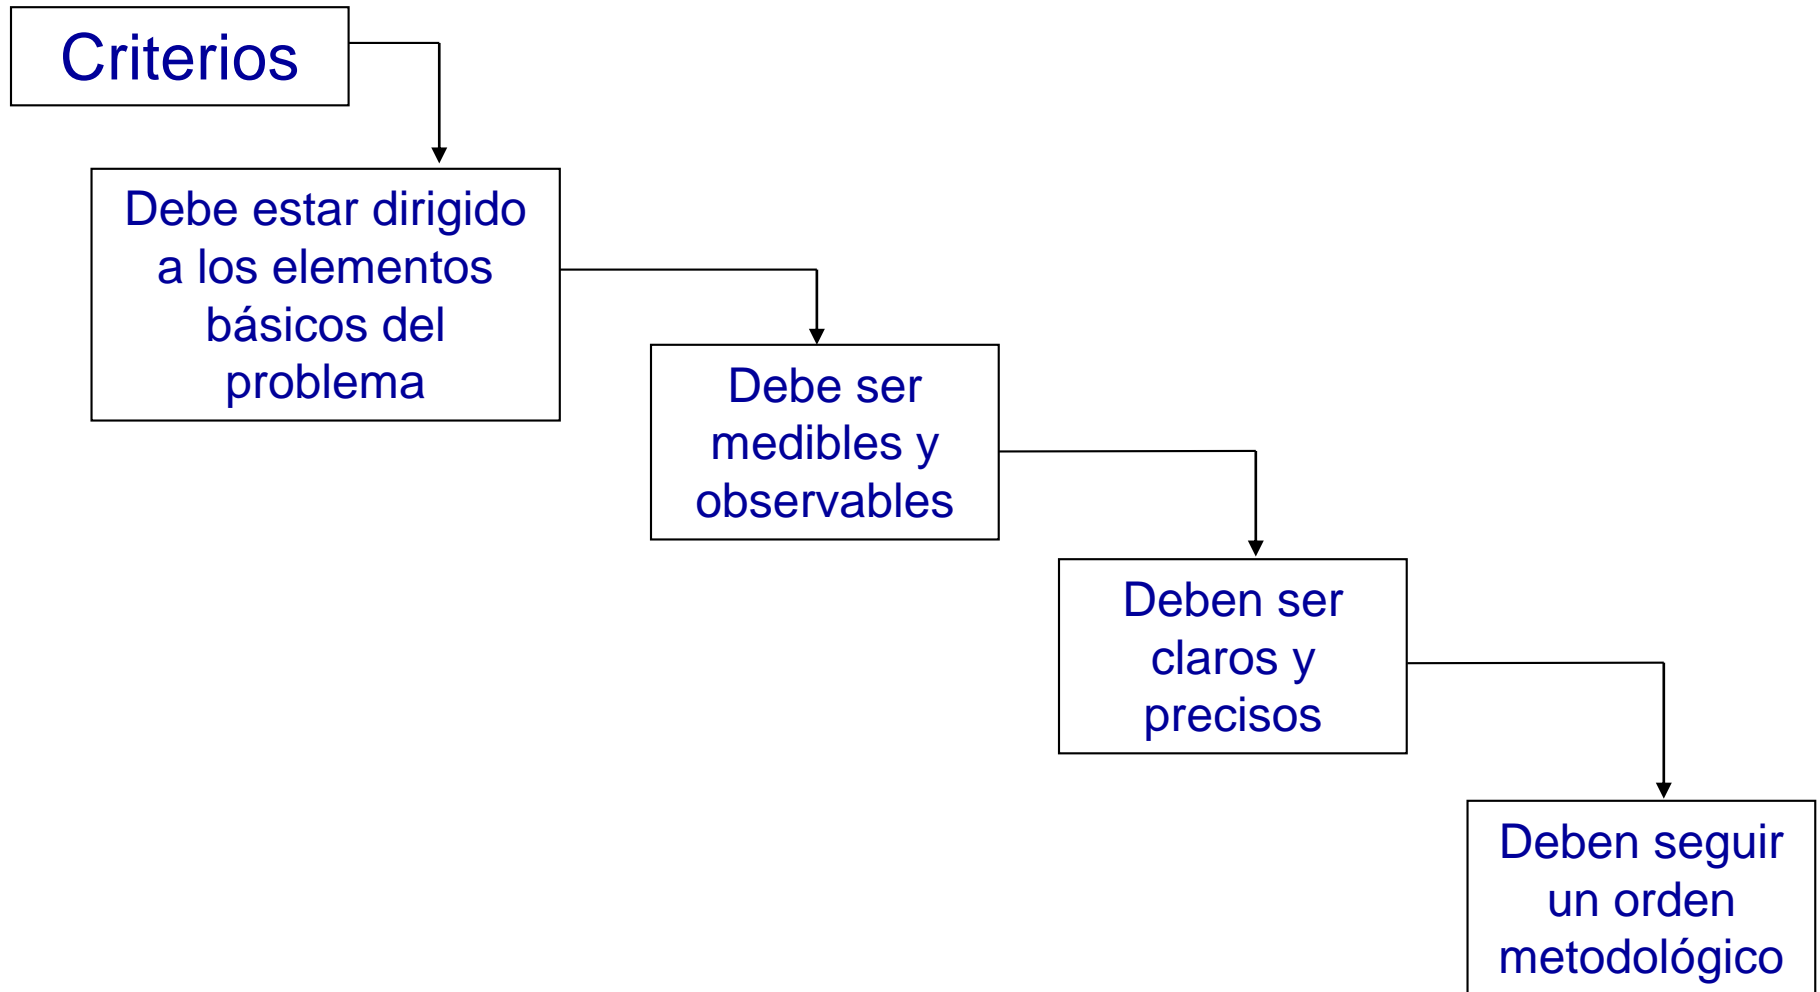 Criterios
Debe estar dirigido
a los elementos
básicos del
problema
Debe ser
medibles y
observables
Deben ser
claros y
precisos
Deben seguir
un orden
metodológico